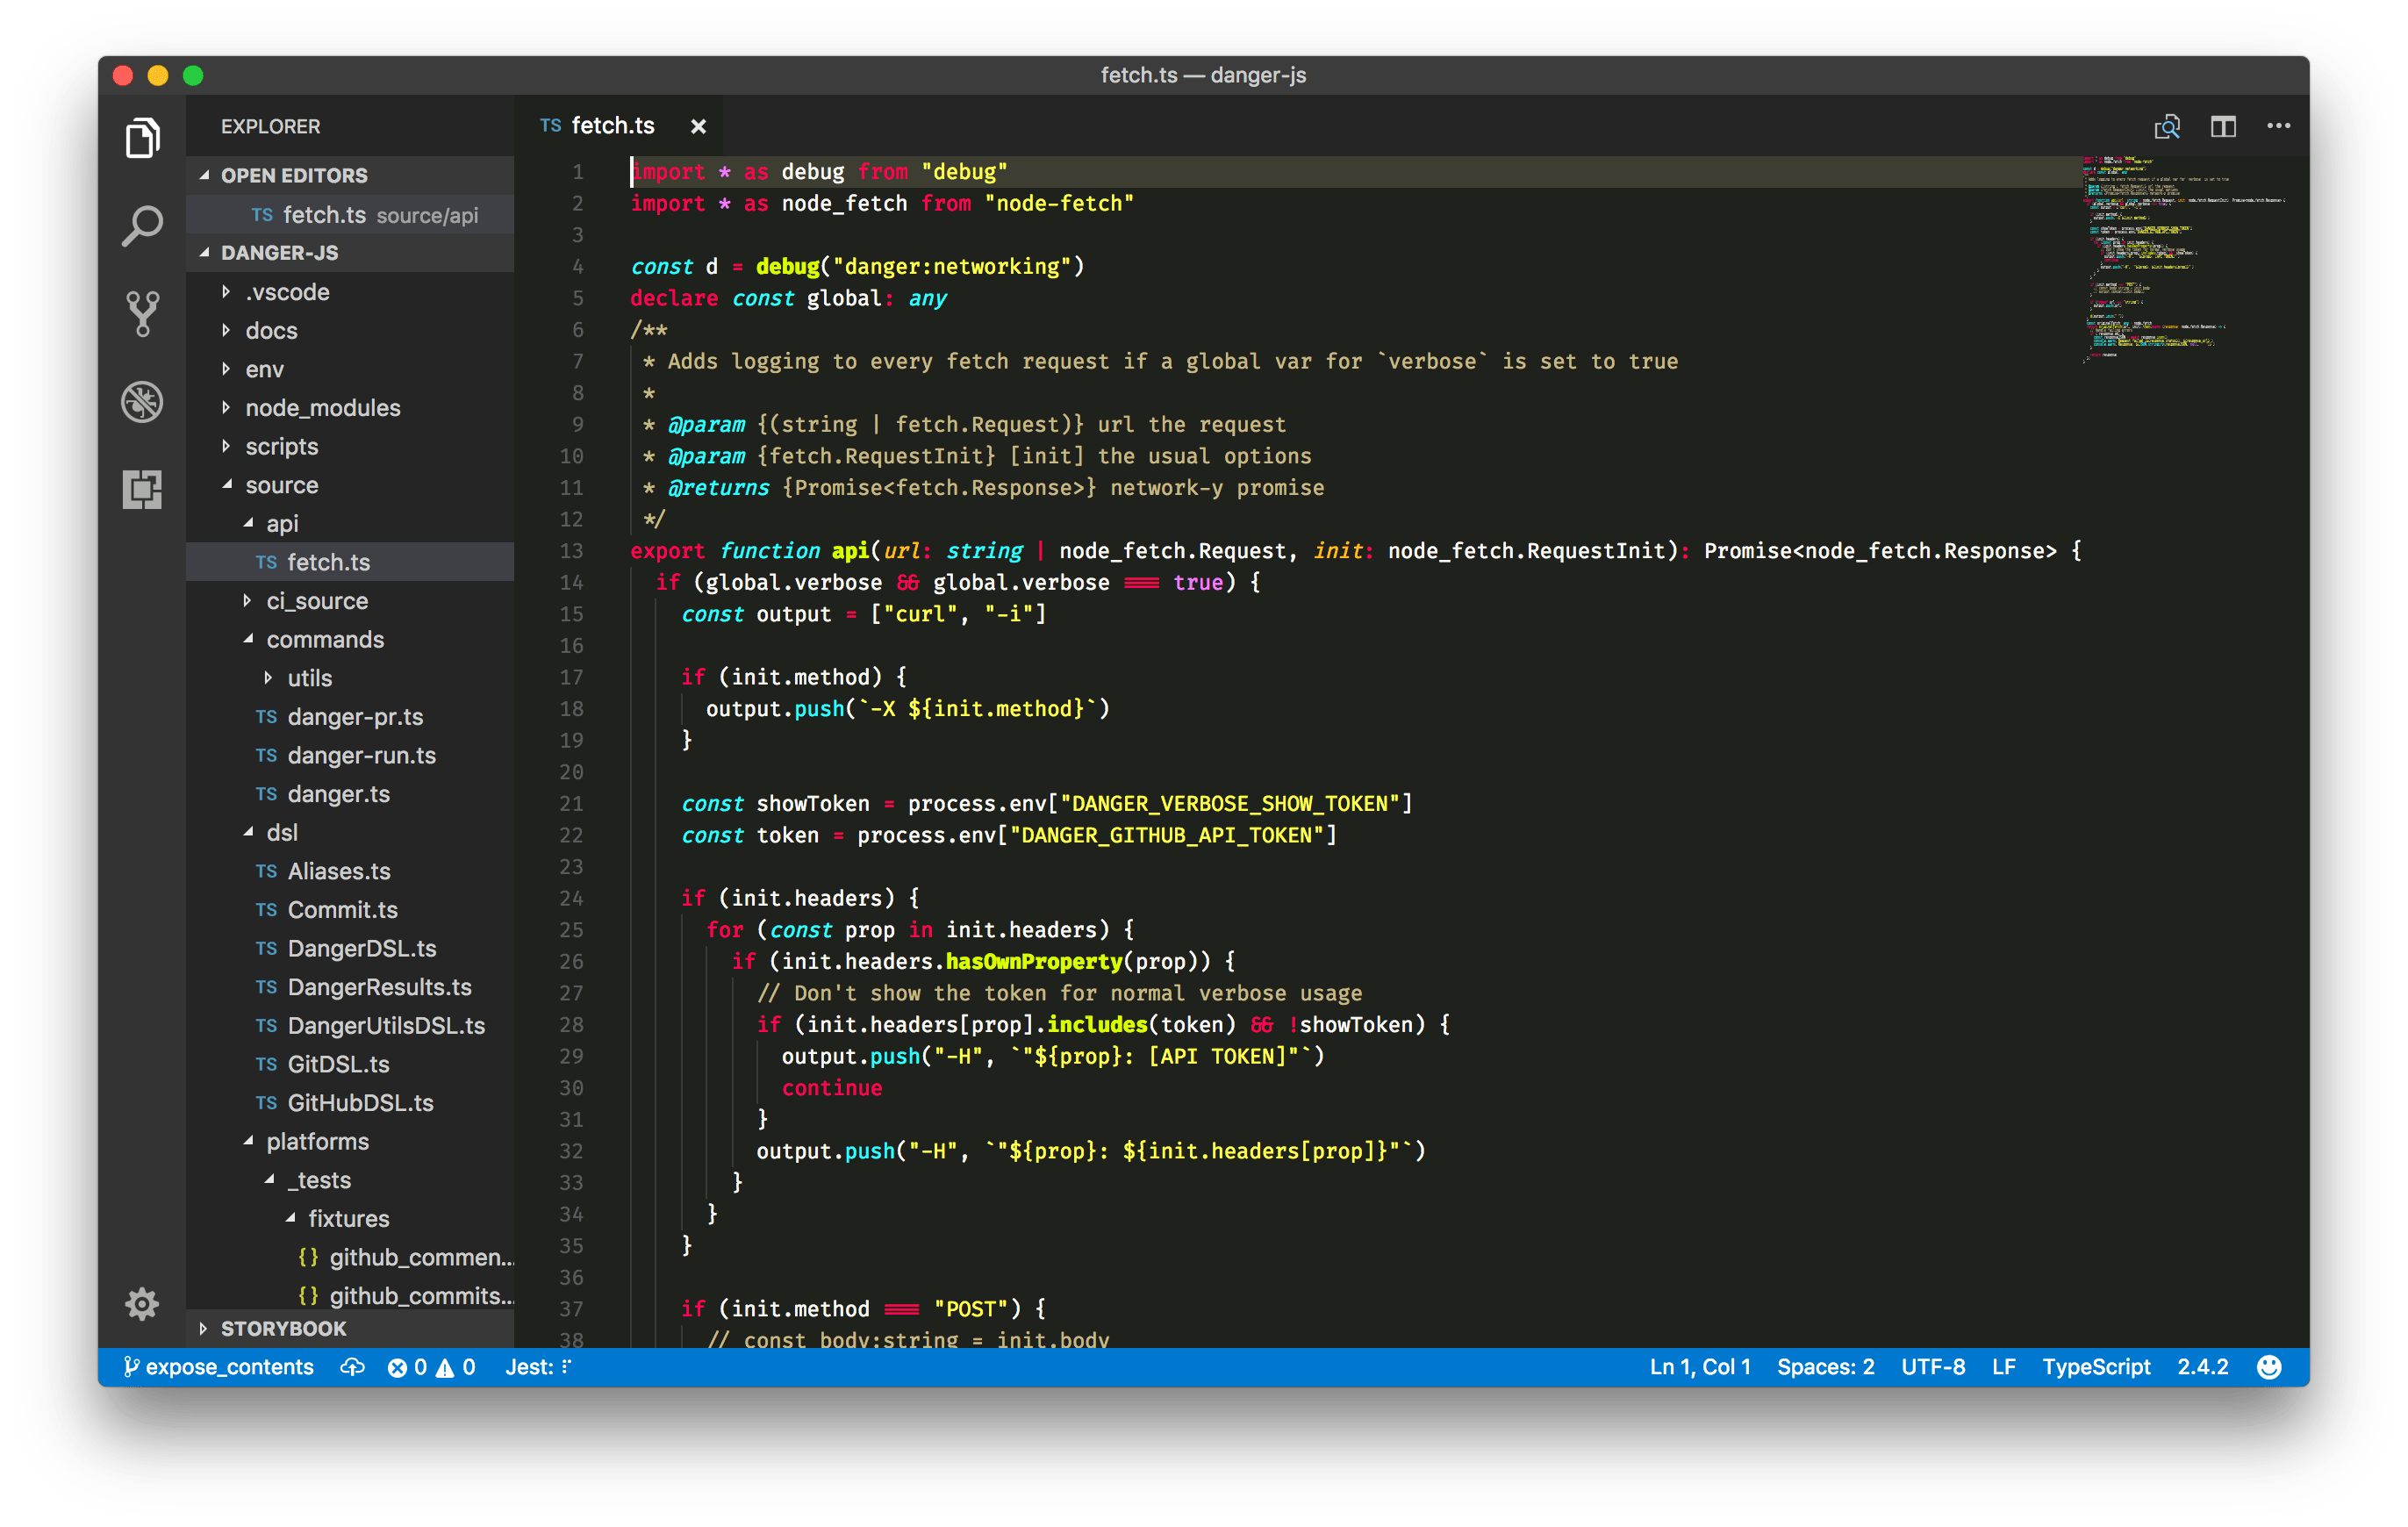 fetch.ts — danger-js
EXPLORER
OPEN EDITORS
TS fetch.ts source/api
DANGER-JS
.vscode
docs
env
node_modules
scripts
source
api
TS fetch.ts
ci_source
commands
utils
TS danger-pr.ts
TS danger-run.ts
TS danger.ts
dsl
TS Aliases.ts
TS Commit.ts
TS DangerDSL.ts
TS DangerResults.ts
TS DangerUtilsDSL.ts
TS GitDSL.ts
TS GitHubDSL.ts
platforms
_tests
fixtures
{} github_commen...
{} github_commits...
STORYBOOK
TS fetch.ts ×
1 import * as debug from "debug"
2 import * as node_fetch from "node-fetch"
3
4 const d = debug("danger:networking")
5 declare const global: any
6 /**
7 * Adds logging to every fetch request if a global var for `verbose` is set to true
8 *
9 * @param {(string | fetch.Request)} url the request
10 * @param {fetch.RequestInit} [init] the usual options
11 * @returns {Promise<fetch.Response>} network-y promise
12 */
13 export function api(url: string | node_fetch.Request, init: node_fetch.RequestInit): Promise<node_fetch.Response> {
14 if (global.verbose && global.verbose === true) {
15 const output = ["curl", "-i"]
16
17 if (init.method) {
18 output.push(`-X ${init.method}`)
19 }
20
21 const showToken = process.env["DANGER_VERBOSE_SHOW_TOKEN"]
22 const token = process.env["DANGER_GITHUB_API_TOKEN"]
23
24 if (init.headers) {
25 for (const prop in init.headers) {
26 if (init.headers.hasOwnProperty(prop)) {
27 // Don't show the token for normal verbose usage
28 if (init.headers[prop].includes(token) && !showToken) {
29 output.push("-H", `"${prop}: [API TOKEN]"`)
30 continue
31 }
32 output.push("-H", `"${prop}: ${init.headers[prop]}"`)
33 }
34 }
35 }
36
37 if (init.method === "POST") {
38 // const body:string = init.body
expose_contents 0 0 Jest: Ln 1, Col 1 Spaces: 2 UTF-8 LF TypeScript 2.4.2